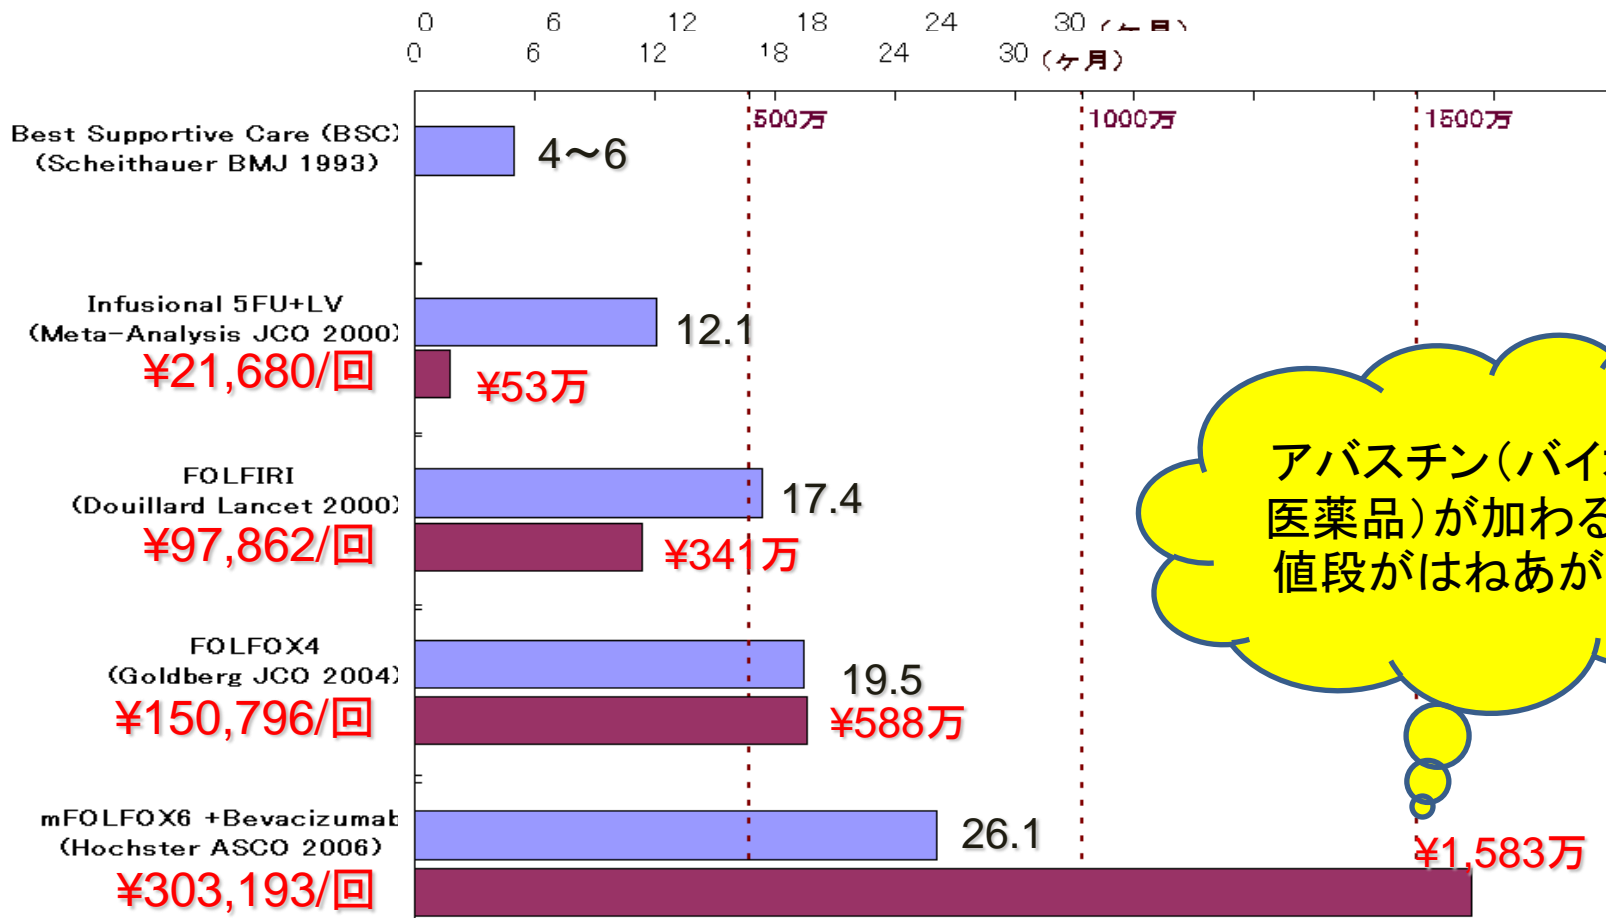 0 6 12 18 24 30
0 6 12 18 24 30 (ケ月)
500万 1000万 1500万
Best Supportive Care (BSC)
(Scheithauer BMJ 1993)
4〜6
Infusional 5FU+LV
(Meta-Analysis JCO 2000)
12.1
¥21,680/回
¥53万
FOLFIRI
(Douillard Lancet 2000)
17.4
¥97,862/回
¥341万
アバスチン(バイ
医薬品)が加わる
値段がはねあが
FOLFOX4
(Goldberg JCO 2004)
19.5
¥150,796/回
¥588万
mFOLFOX6 +Bevacizumab
(Hochster ASCO 2006)
26.1
¥303,193/回
¥1,583万